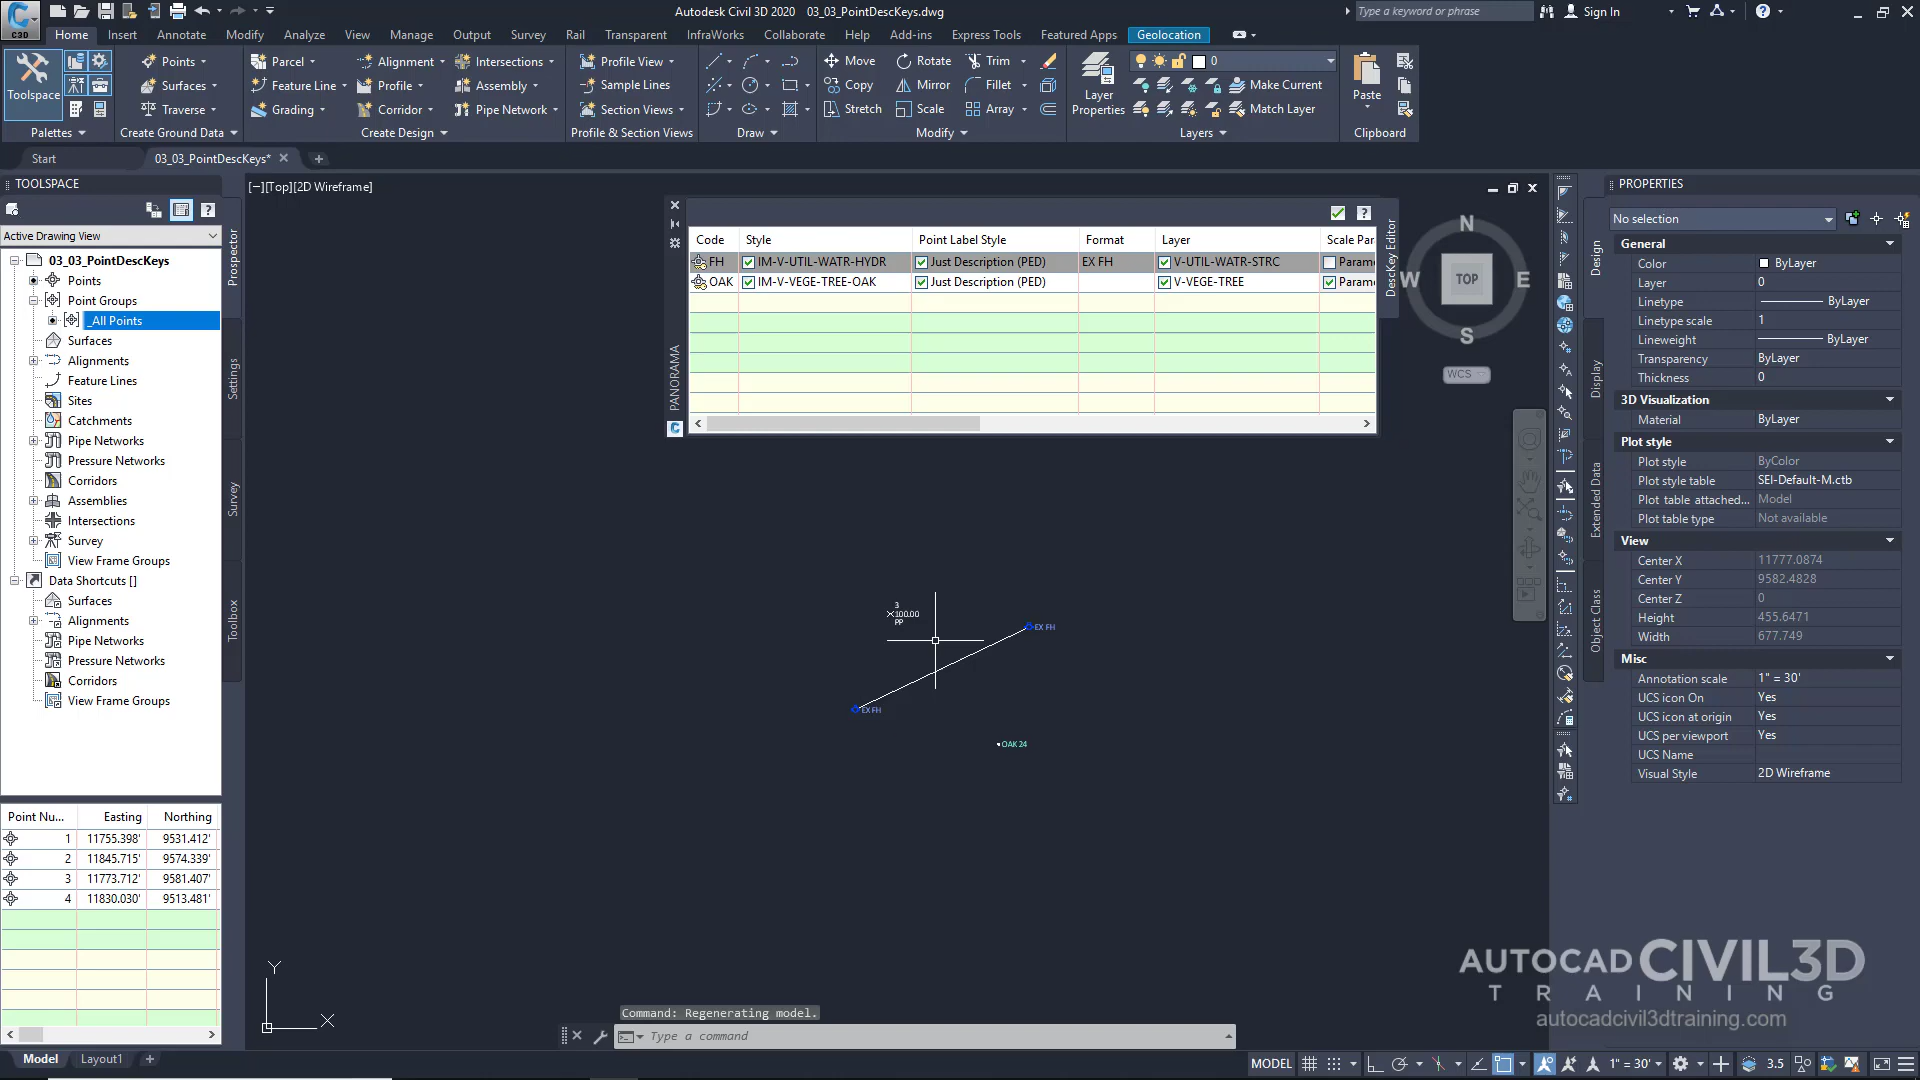 Autodesk Civil 3D 2020 03_03_PointDescKeys.dwg
Type a keyword or phrase
Sign In
C3D
Home Insert Annotate Modify Analyze View Manage Output Survey Rail Transparent InfraWorks Collaborate Help Add-ins Express Tools Featured Apps Geolocation
Toolspace
Points
Surfaces
Traverse
Parcel
Feature Line
Grading
Alignment
Profile
Corridor
Intersections
Assembly
Pipe Network
Profile View
Sample Lines
Section Views
Move
Copy
Stretch
Rotate
Mirror
Scale
Trim
Fillet
Array
Layer
Properties
0
Make Current
Match Layer
Paste
Palettes Create Ground Data Create Design Profile & Section Views Draw Modify Layers Clipboard
Start 03_03_PointDescKeys*
TOOLSPACE
Active Drawing View
03_03_PointDescKeys
Points
Point Groups
_All Points
Surfaces
Alignments
Feature Lines
Sites
Catchments
Pipe Networks
Pressure Networks
Corridors
Assemblies
Intersections
Survey
View Frame Groups
Data Shortcuts []
Surfaces
Alignments
Pipe Networks
Pressure Networks
Corridors
View Frame Groups
Prospector
Settings
Survey
Toolbox
Point Nu... Easting Northing
1 11755.398' 9531.412'
2 11845.715' 9574.339'
3 11773.712' 9581.407'
4 11830.030' 9513.481'
[−][Top][2D Wireframe]
PANORAMA
DescKey Editor
Code Style Point Label Style Format Layer Scale Par
FH IM-V-UTIL-WATR-HYDR Just Description (PED) EX FH V-UTIL-WATR-STRC Parame
OAK IM-V-VEGE-TREE-OAK Just Description (PED) V-VEGE-TREE Parame
N
W TOP E
S
WCS
3
100.00
PP
EX FH
EX FH
OAK 24
Y
X
Command: Regenerating model.
Type a command
PROPERTIES
No selection
Design
Display
Extended Data
Object Class
General
Color ByLayer
Layer 0
Linetype ByLayer
Linetype scale 1
Lineweight ByLayer
Transparency ByLayer
Thickness 0
3D Visualization
Material ByLayer
Plot style
Plot style ByColor
Plot style table SEI-Default-M.ctb
Plot table attached... Model
Plot table type Not available
View
Center X 11777.0874
Center Y 9582.4828
Center Z 0
Height 455.6471
Width 677.749
Misc
Annotation scale 1" = 30'
UCS icon On Yes
UCS icon at origin Yes
UCS per viewport Yes
UCS Name
Visual Style 2D Wireframe
AUTOCAD CIVIL3D
TRAINING
autocadcivil3dtraining.com
Model Layout1
MODEL 1" = 30' 3.5